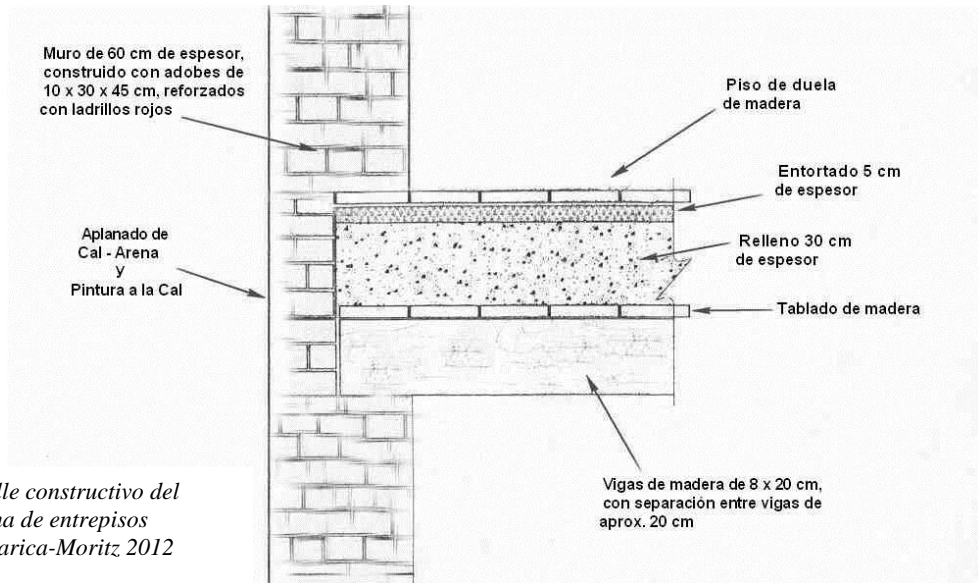 Muro de 60 cm de espesor,
construido con adobes de
10 x 30 x 45 cm, reforzados
con ladrillos rojos
Piso de duela
de madera
Entortado 5 cm
de espesor
Aplanado de
Cal - Arena
y
Pintura a la Cal
Relleno 30 cm
de espesor
Tablado de madera
Vigas de madera de 8 x 20 cm,
con separación entre vigas de
aprox. 20 cm
lle constructivo del
na de entrepisos
arica-Moritz 2012